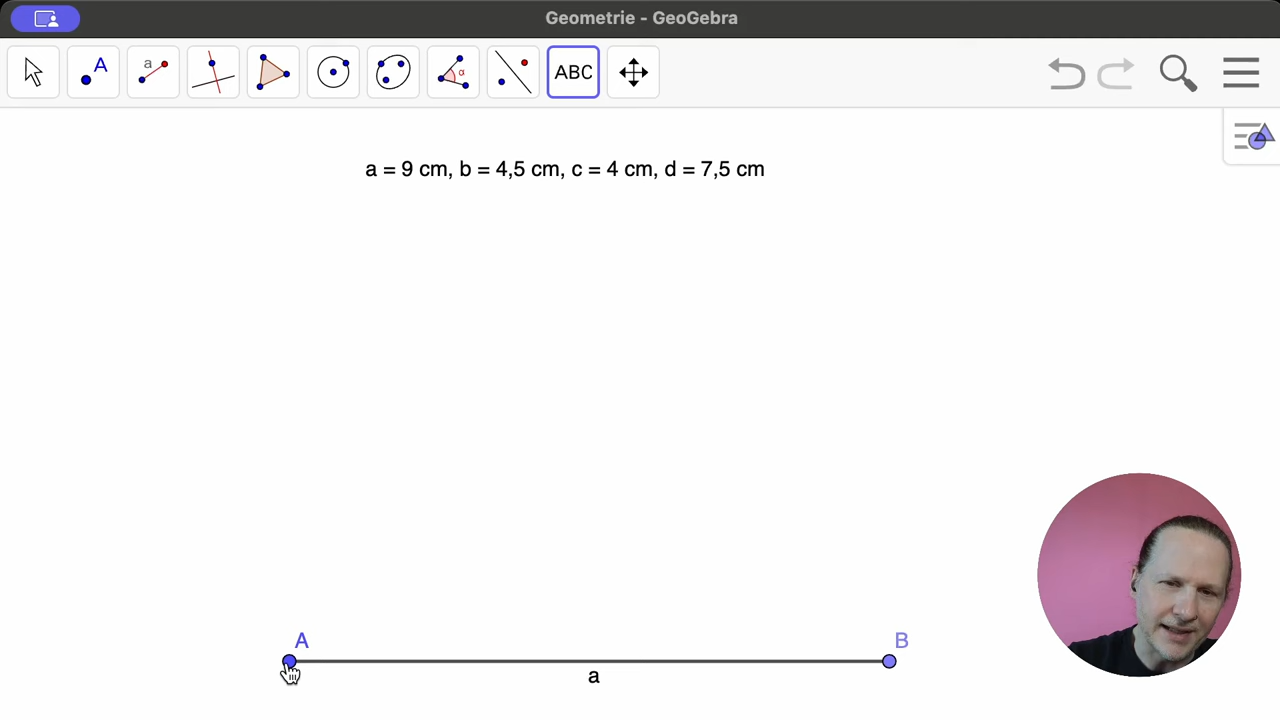 Geometrie - GeoGebra
A
a
α
ABC
a = 9 cm, b = 4,5 cm, c = 4 cm, d = 7,5 cm
A
B
a